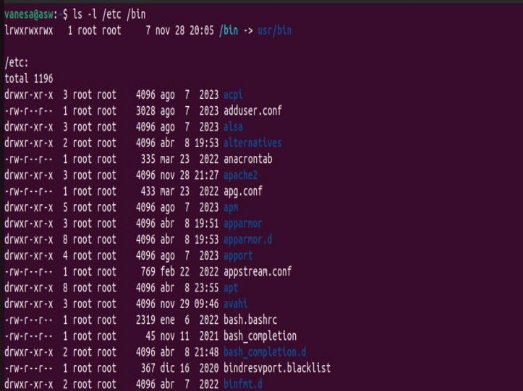 vanesa@asw:~$ ls -l /etc /bin
lrwxrwxrwx 1 root root 7 nov 28 20:05 /bin -> usr/bin
/etc:
total 1196
drwxr-xr-x 3 root root 4096 ago 7 2023 acpi
-rw-r--r-- 1 root root 3028 ago 7 2023 adduser.conf
drwxr-xr-x 3 root root 4096 ago 7 2023 alsa
drwxr-xr-x 2 root root 4096 abr 8 19:53 alternatives
-rw-r--r-- 1 root root 335 mar 23 2022 anacrontab
drwxr-xr-x 3 root root 4096 nov 28 21:27 apache2
-rw-r--r-- 1 root root 433 mar 23 2022 apg.conf
drwxr-xr-x 5 root root 4096 ago 7 2023 apm
drwxr-xr-x 3 root root 4096 abr 8 19:51 apparmor
drwxr-xr-x 8 root root 4096 abr 8 19:53 apparmor.d
drwxr-xr-x 4 root root 4096 ago 7 2023 apport
-rw-r--r-- 1 root root 769 feb 22 2022 appstream.conf
drwxr-xr-x 8 root root 4096 abr 8 23:55 apt
drwxr-xr-x 3 root root 4096 nov 29 09:46 avahi
-rw-r--r-- 1 root root 2319 ene 6 2022 bash.bashrc
-rw-r--r-- 1 root root 45 nov 11 2021 bash_completion
drwxr-xr-x 2 root root 4096 abr 8 21:48 bash_completion.d
-rw-r--r-- 1 root root 367 dic 16 2020 bindresvport.blacklist
drwxr-xr-x 2 root root 4096 abr 7 2022 binfmt.d